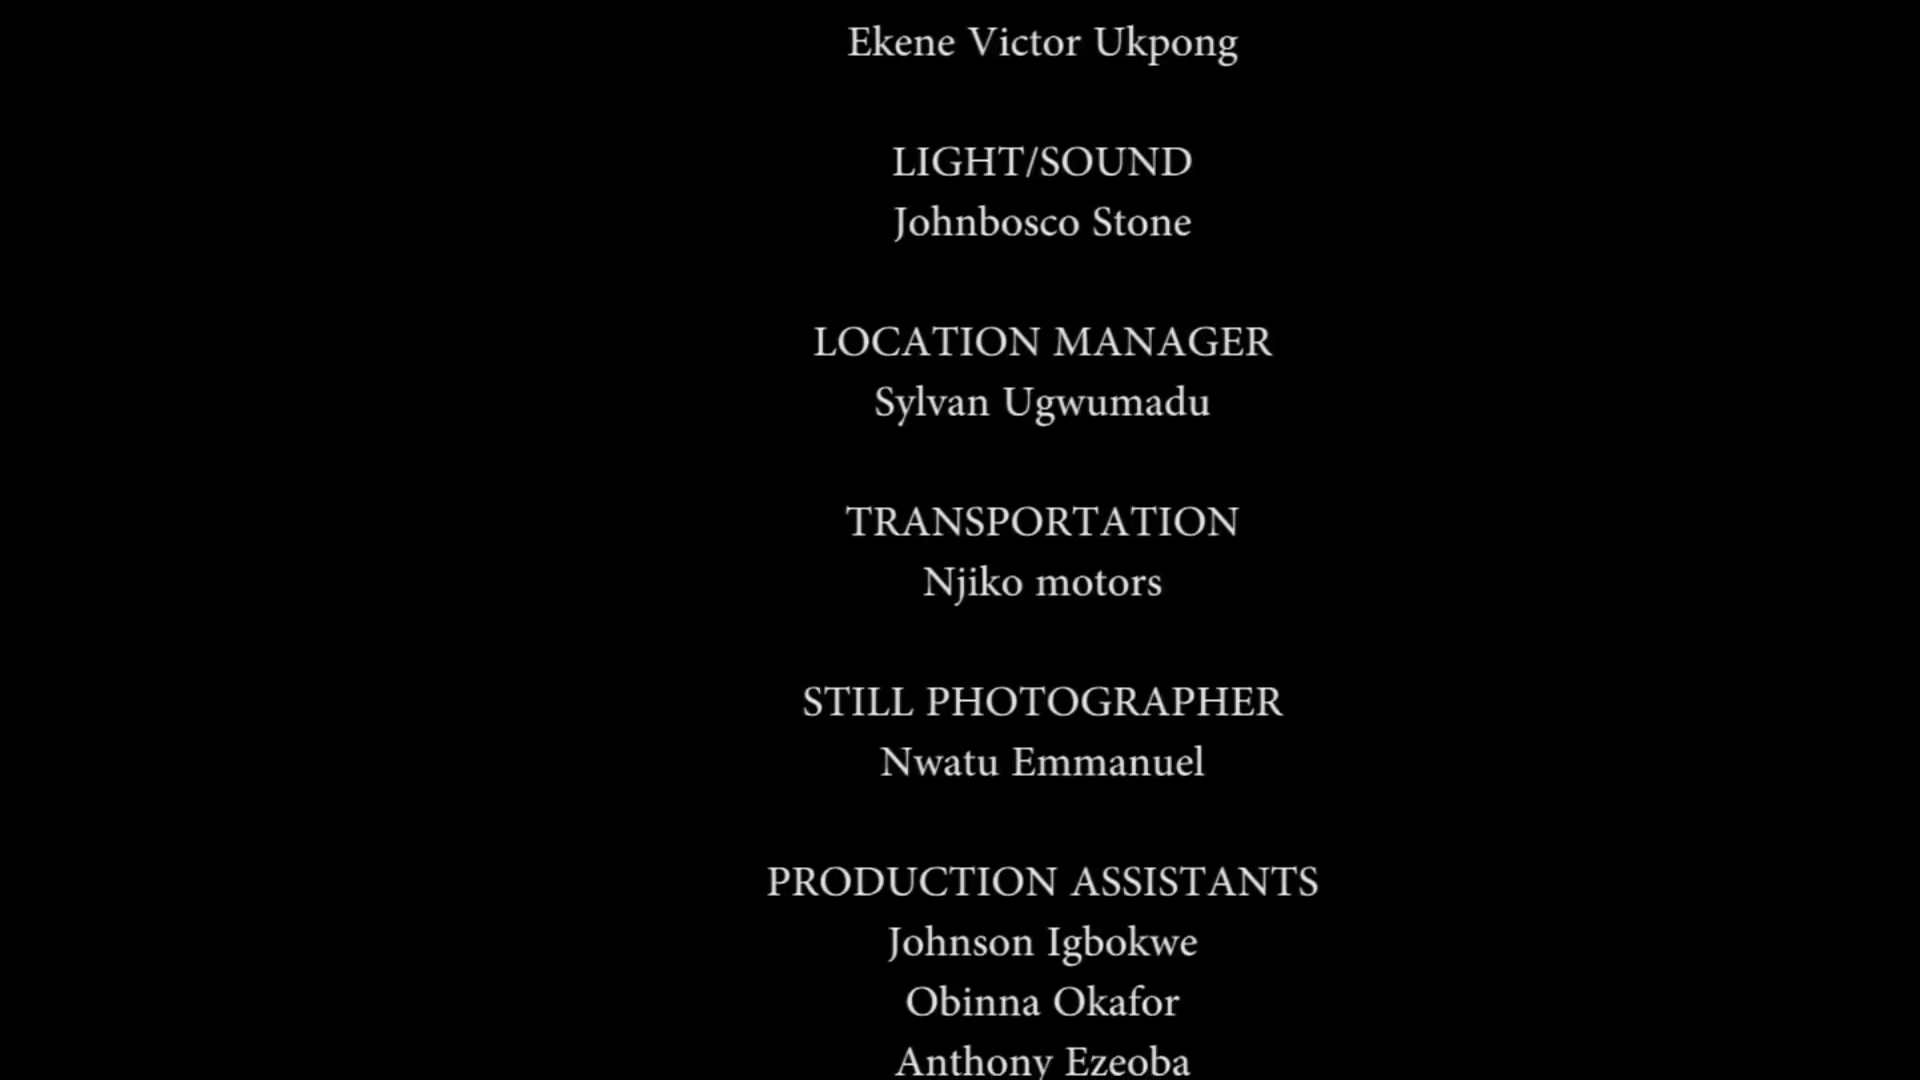 Ekene Victor Ukpong
LIGHT/SOUND
Johnbosco Stone
LOCATION MANAGER
Sylvan Ugwumadu
TRANSPORTATION
Njiko motors
STILL PHOTOGRAPHER
Nwatu Emmanuel
PRODUCTION ASSISTANTS
Johnson Igbokwe
Obinna Okafor
Anthony Ezeoba